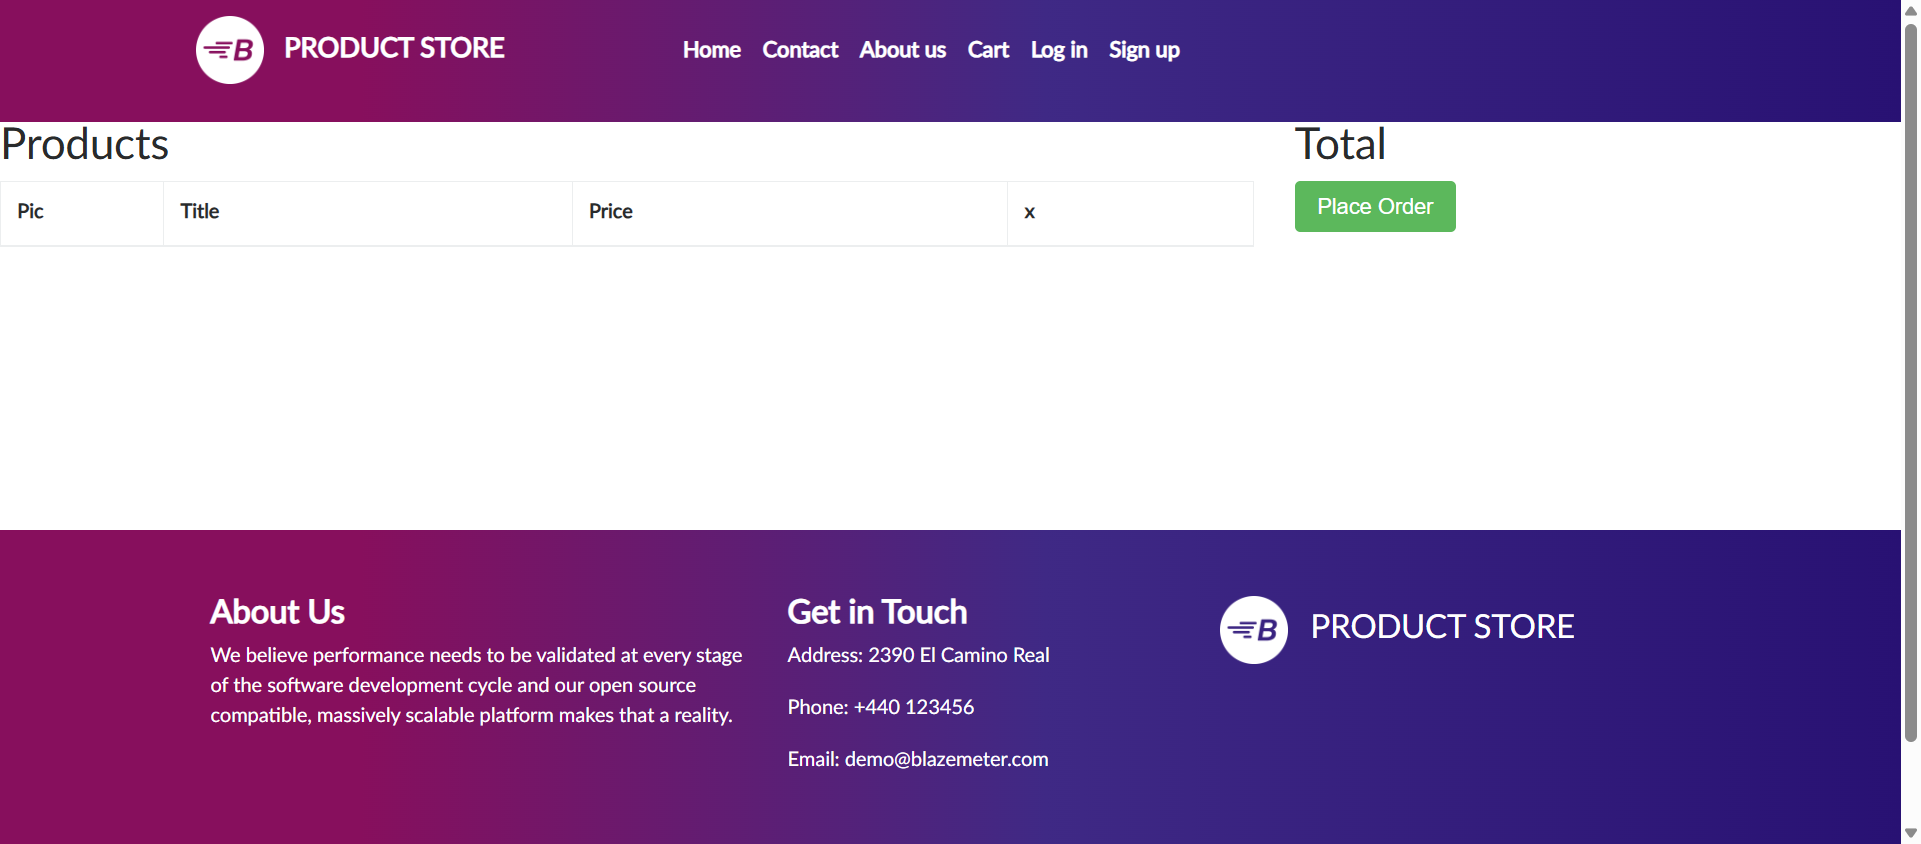 B PRODUCT STORE Home Contact About us Cart Log in Sign up
Products
Total
Pic Title Price x
Place Order
About Us
We believe performance needs to be validated at every stage
of the software development cycle and our open source
compatible, massively scalable platform makes that a reality.
Get in Touch
Address: 2390 El Camino Real
Phone: +440 123456
Email: demo@blazemeter.com
B PRODUCT STORE